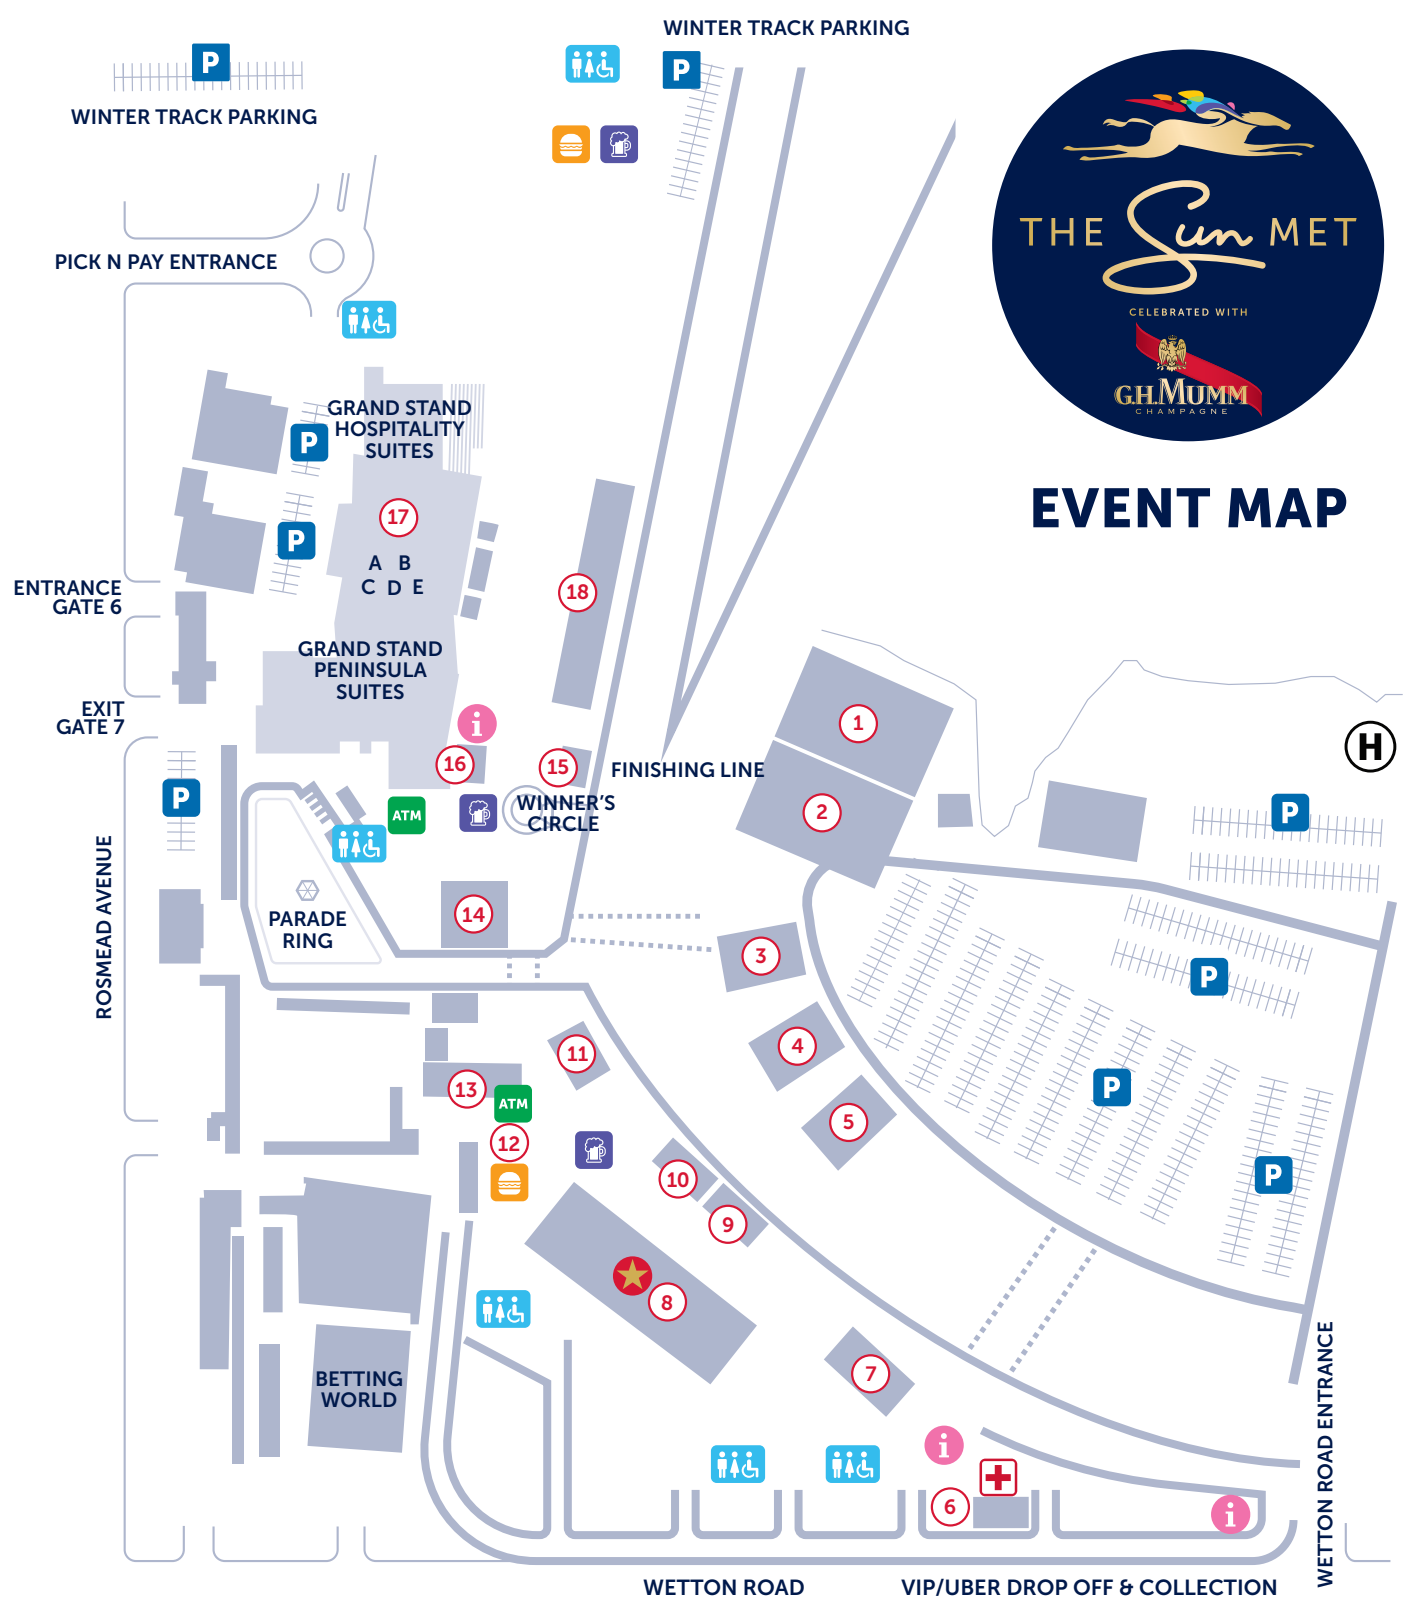 WINTER TRACK PARKING
P
P
WINTER TRACK PARKING
THE Sun MET
CELEBRATED WITH
G.H.MUMM
CHAMPAGNE
EVENT MAP
PICK N PAY ENTRANCE
GRAND STAND
HOSPITALITY
SUITES
P
17
P
A B
C D E
ENTRANCE
GATE 6
18
GRAND STAND
PENINSULA
SUITES
EXIT
GATE 7
i
16
15
FINISHING LINE
1
2
H
P
P
ATM
WINNER'S
CIRCLE
ROSMEAD AVENUE
PARADE
RING
14
3
P
4
5
P
P
11
13
ATM
12
10
9
8
7
BETTING
WORLD
i
6
i
WETTON ROAD ENTRANCE
WETTON ROAD
VIP/UBER DROP OFF & COLLECTION